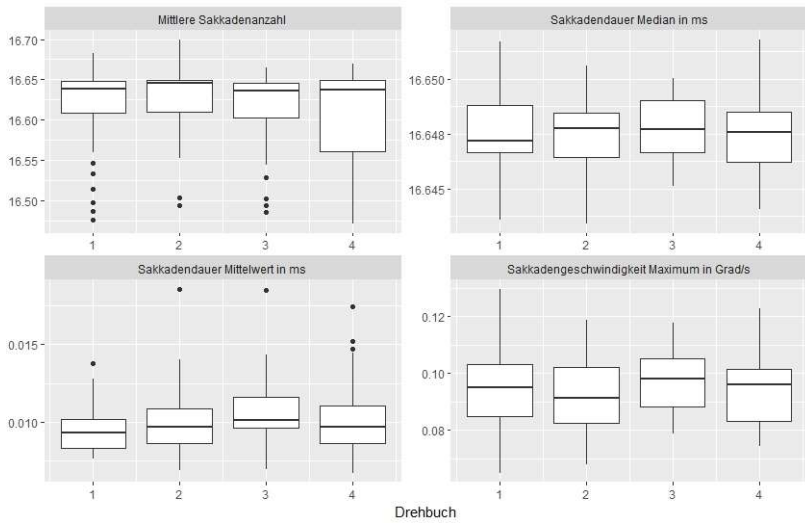 Mittlere Sakkadenanzahl
16.70
16.65
16.60
16.55
16.50
1 2 3 4
Sakkadendauer Median in ms
16.650
16.648
16.645
1 2 3 4
Sakkadendauer Mittelwert in ms
0.015
0.010
1 2 3 4
Sakkadengeschwindigkeit Maximum in Grad/s
0.12
0.10
0.08
1 2 3 4
Drehbuch